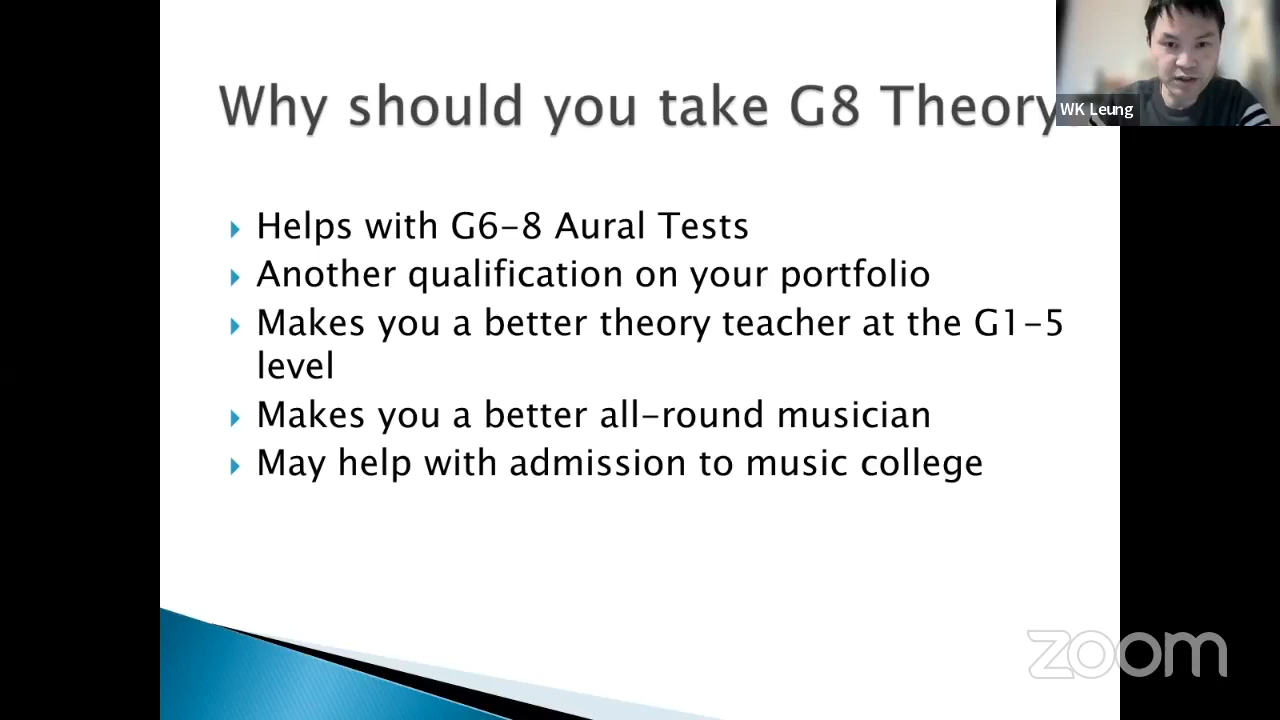 Why should you take G8 Theory
WK Leung
Helps with G6-8 Aural Tests
Another qualification on your portfolio
Makes you a better theory teacher at the G1-5
level
Makes you a better all-round musician
May help with admission to music college
zoom